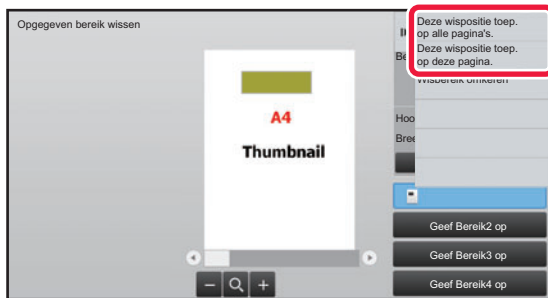 Opgegeven bereik wissen
Deze wispositie toep.
op alle pagina's.
Deze wispositie toep.
op deze pagina.
Wisbereik omkeren
A4
Thumbnail
Geef Bereik2 op
Geef Bereik3 op
Geef Bereik4 op